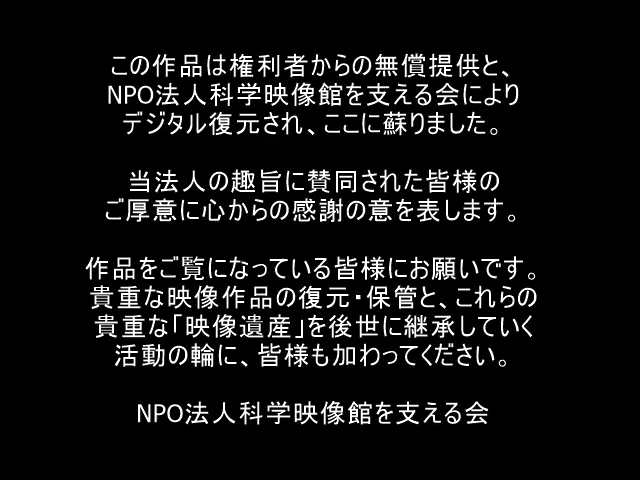 この作品は権利者からの無償提供と、
NPO法人科学映像館を支える会により
デジタル復元され、ここに蘇りました。
当法人の趣旨に賛同された皆様の
ご厚意に心からの感謝の意を表します。
作品をご覧になっている皆様にお願いです。
貴重な映像作品の復元・保管と、これらの
貴重な「映像遺産」を後世に継承していく
活動の輪に、皆様も加わってください。
NPO法人科学映像館を支える会